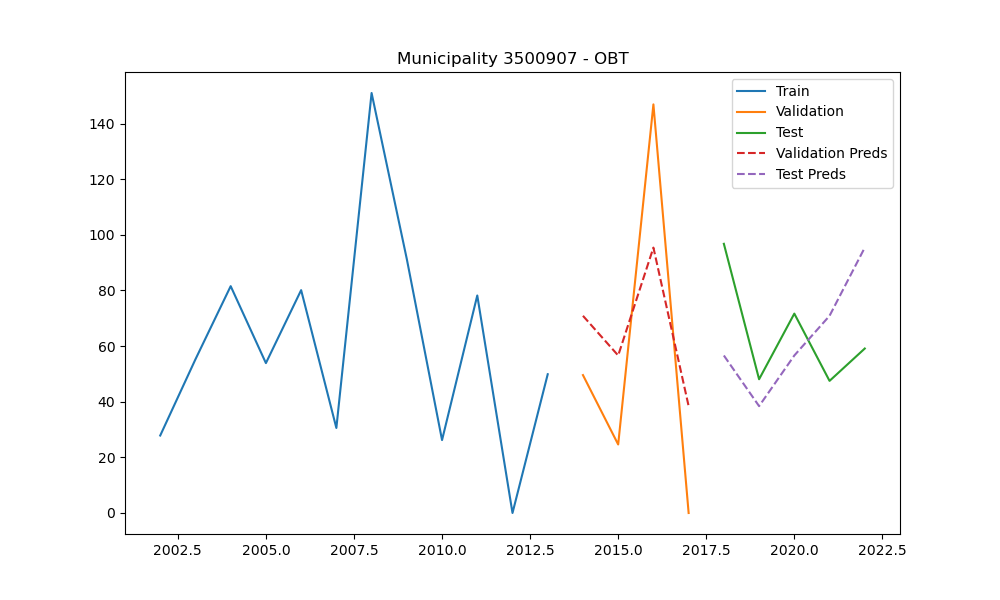 Municipality 3500907 - OBT
Train
Validation
Test
Validation Preds
Test Preds
140
120
100
80
60
40
20
0
2002.5 2005.0 2007.5 2010.0 2012.5 2015.0 2017.5 2020.0 2022.5